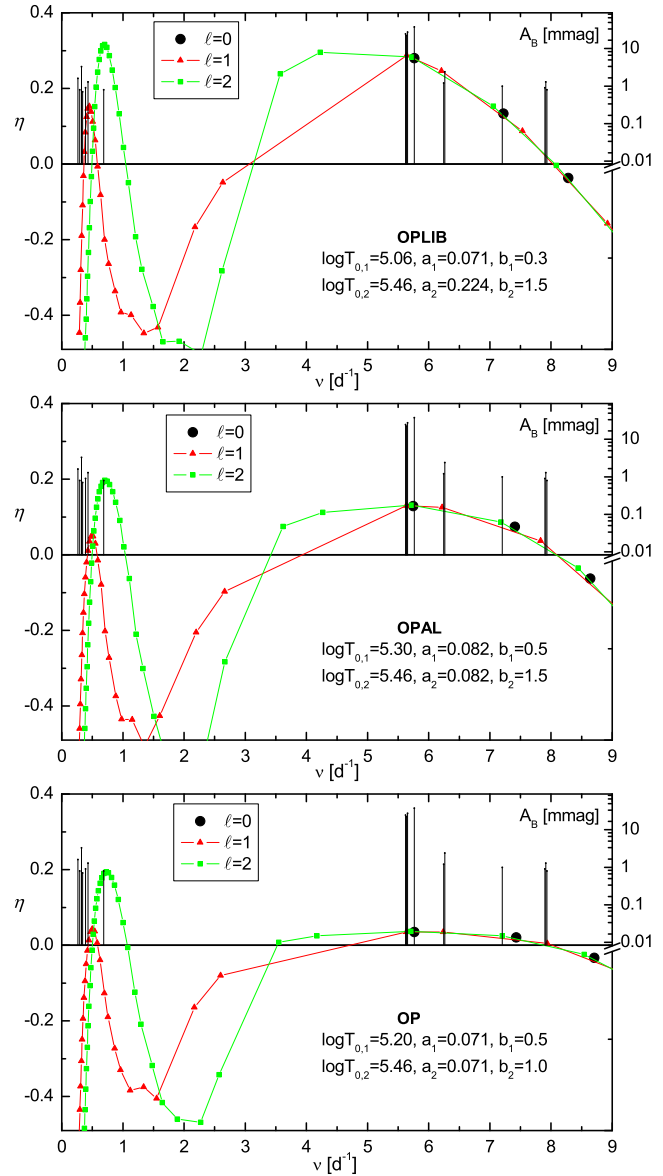 0.4
A_B [mmag]
ℓ=0
ℓ=1
ℓ=2
10
0.2
1
0.1
η
0.0
0.01
-0.2
OPLIB
logT_{0,1}=5.06, a_1=0.071, b_1=0.3
logT_{0,2}=5.46, a_2=0.224, b_2=1.5
-0.4
0 1 2 3 4 5 6 7 8 9
ν [d^{-1}]
0.4
A_B [mmag]
ℓ=0
ℓ=1
ℓ=2
10
0.2
1
0.1
η
0.0
0.01
-0.2
OPAL
logT_{0,1}=5.30, a_1=0.082, b_1=0.5
logT_{0,2}=5.46, a_2=0.082, b_2=1.5
-0.4
0 1 2 3 4 5 6 7 8 9
ν [d^{-1}]
0.4
A_B [mmag]
ℓ=0
ℓ=1
ℓ=2
10
0.2
1
0.1
η
0.0
0.01
-0.2
OP
logT_{0,1}=5.20, a_1=0.071, b_1=0.5
logT_{0,2}=5.46, a_2=0.071, b_2=1.0
-0.4
0 1 2 3 4 5 6 7 8 9
ν [d^{-1}]